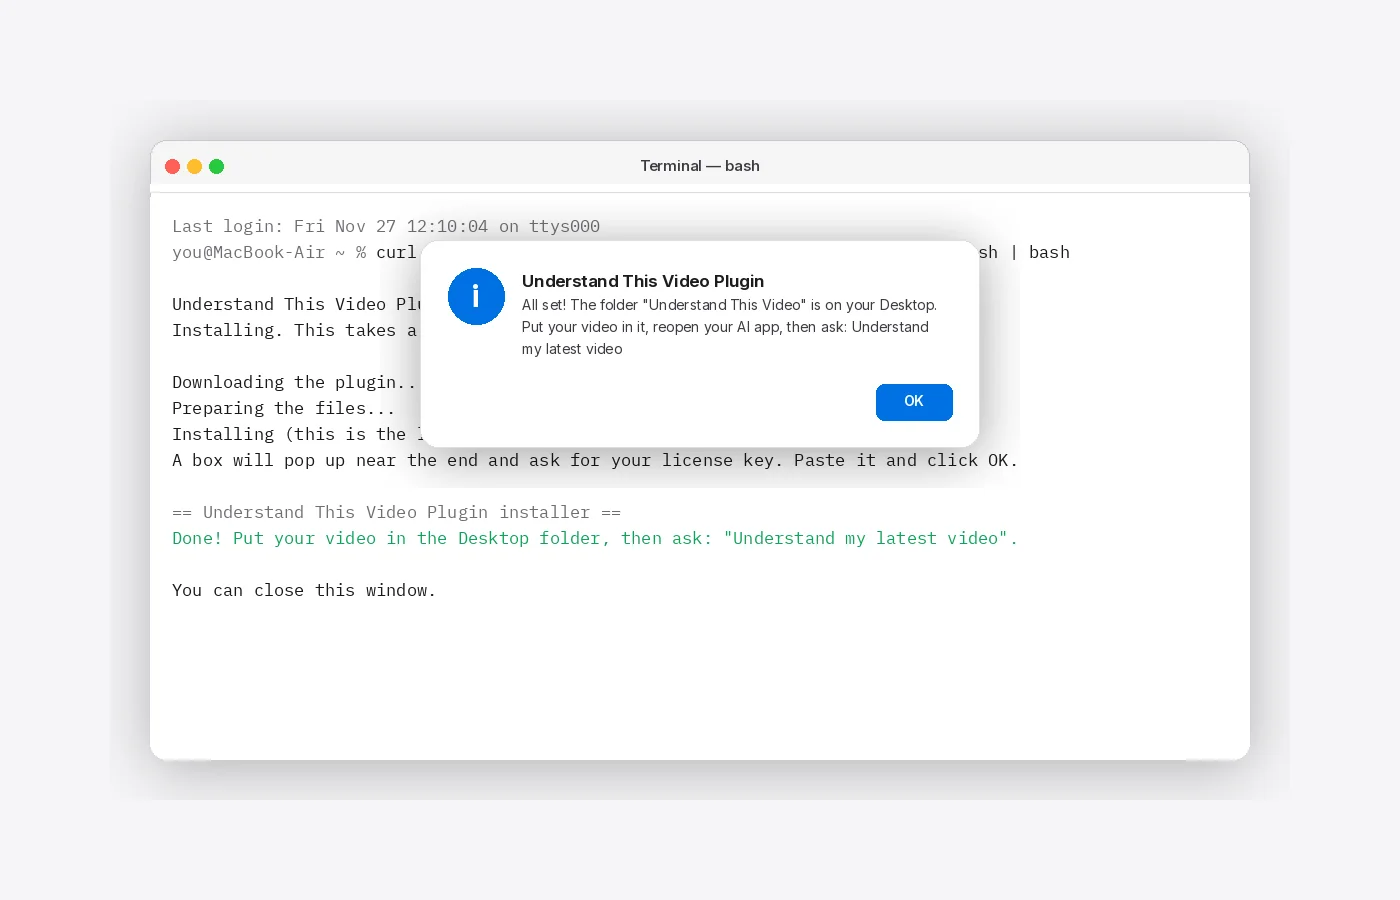 Terminal — bash
Last login: Fri Nov 27 12:10:04 on ttys000
you@MacBook-Air ~ % curl sh | bash
Understand This Video
Installing. This takes a
Downloading the plugin..
Preparing the files...
Installing (this is the
A box will pop up near the end and ask for your license key. Paste it and click OK.
== Understand This Video Plugin installer ==
Done! Put your video in the Desktop folder, then ask: "Understand my latest video".
You can close this window.
i
Understand This Video Plugin
All set! The folder "Understand This Video" is on your Desktop.
Put your video in it, reopen your AI app, then ask: Understand
my latest video
OK